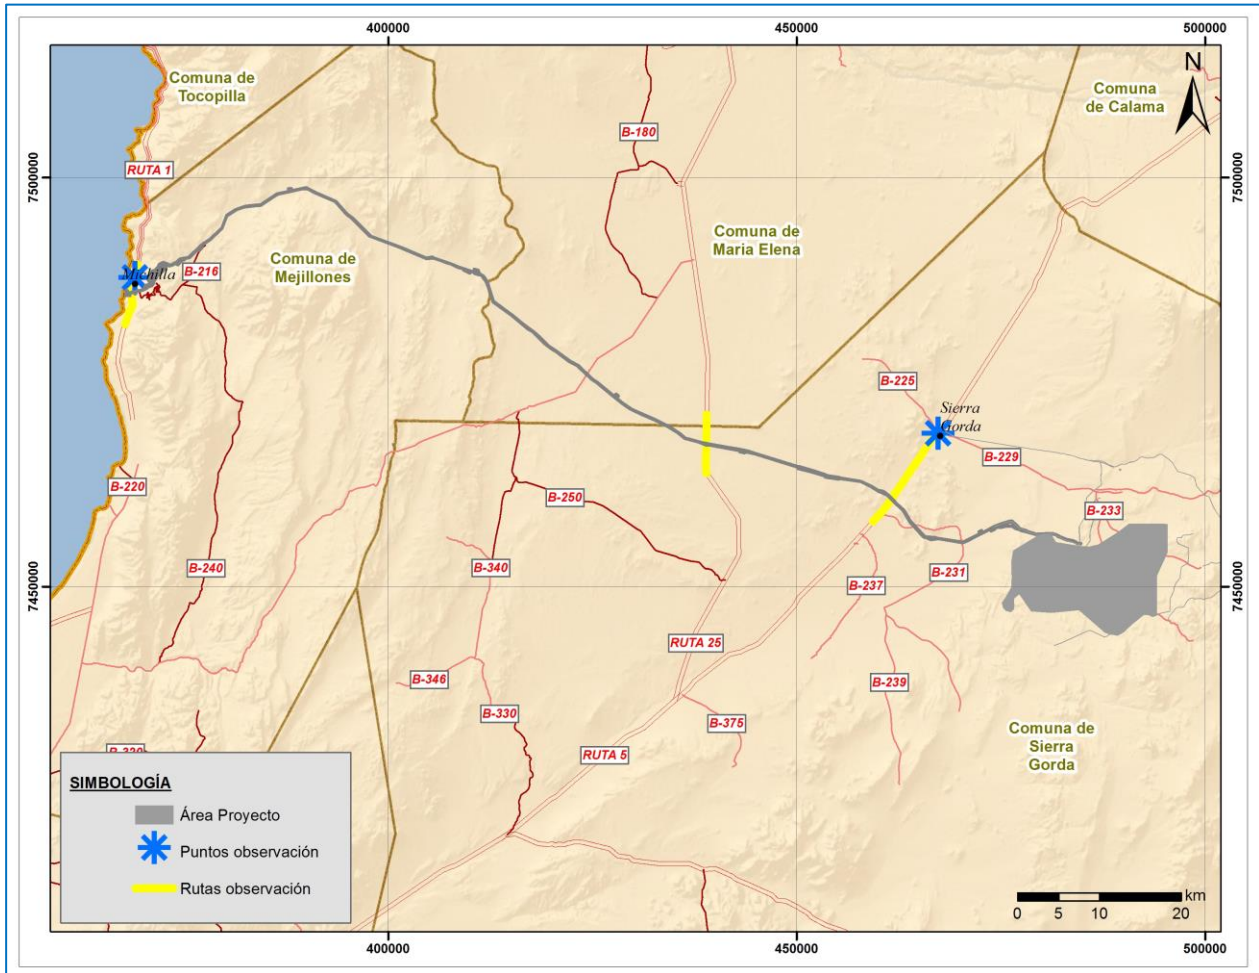 400000
450000
500000
Comuna de
Tocopilla
Comuna
de Calama
N
B-180
RUTA 1
7500000
7500000
Comuna de
Maria Elena
Comuna de
Mejillones
B-216
Michilla
B-225
Sierra
Gorda
B-229
B-220
B-250
B-233
B-240
B-340
B-237
B-231
7450000
7450000
RUTA 25
B-346
B-239
B-330
B-375
Comuna de
Sierra
Gorda
RUTA 5
SIMBOLOGÍA
Área Proyecto
Puntos observación
Rutas observación
km
0 5 10 20
400000
450000
500000